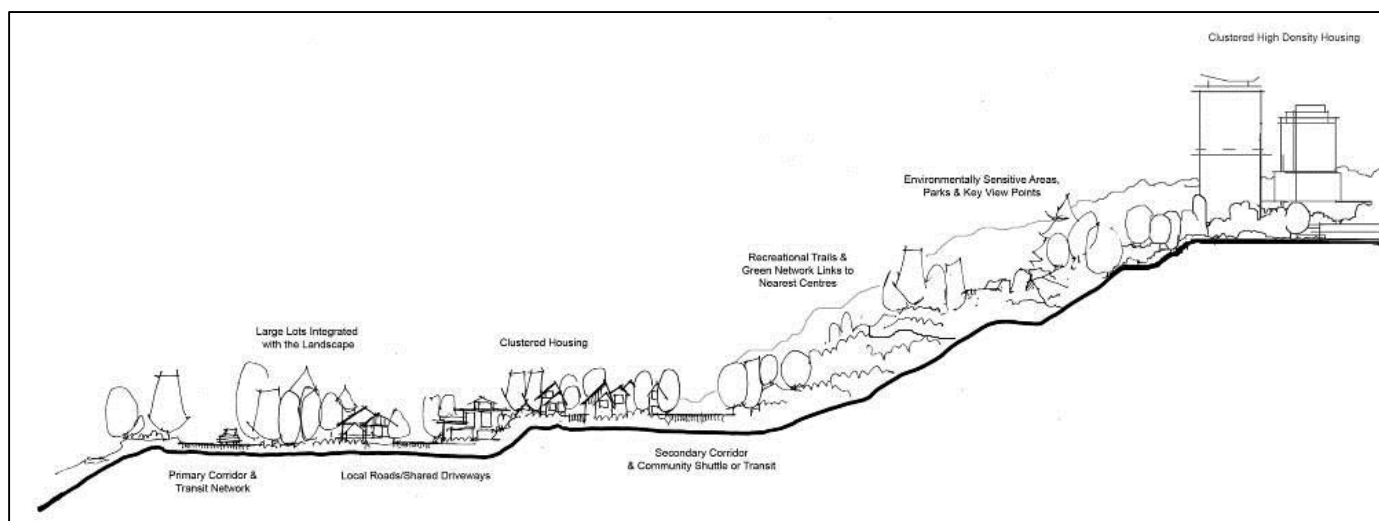 Clustered High Density Housing
Environmentally Sensitive Areas,
Parks & Key View Points
Recreational Trails &
Green Network Links to
Nearest Centres
Large Lots Integrated
with the Landscape
Clustered Housing
Primary Corridor &
Transit Network
Local Roads/Shared Driveways
Secondary Corridor
& Community Shuttle or Transit